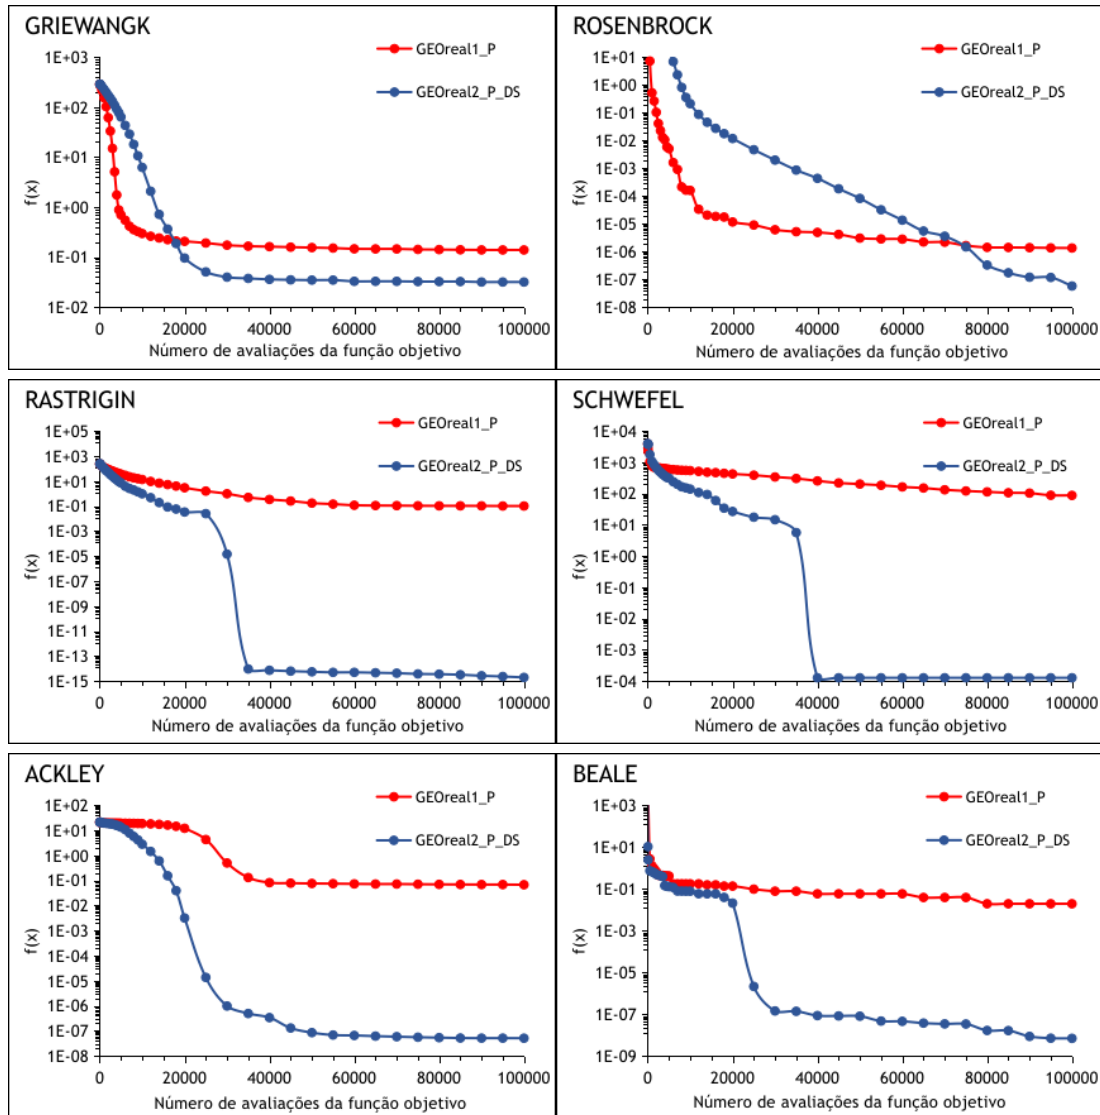 GRIEWANGK
GEOreal1_P
GEOreal2_P_DS
1E+03
1E+02
1E+01
1E+00
1E-01
1E-02
f(x)
0 20000 40000 60000 80000 100000
Número de avaliações da função objetivo
ROSENBROCK
GEOreal1_P
GEOreal2_P_DS
1E+01
1E+00
1E-01
1E-02
1E-03
1E-04
1E-05
1E-06
1E-07
1E-08
f(x)
0 20000 40000 60000 80000 100000
Número de avaliações da função objetivo
RASTRIGIN
GEOreal1_P
GEOreal2_P_DS
1E+05
1E+03
1E+01
1E-01
1E-03
1E-05
1E-07
1E-09
1E-11
1E-13
1E-15
f(x)
0 20000 40000 60000 80000 100000
Número de avaliações da função objetivo
SCHWEFEL
GEOreal1_P
GEOreal2_P_DS
1E+04
1E+03
1E+02
1E+01
1E+00
1E-01
1E-02
1E-03
1E-04
f(x)
0 20000 40000 60000 80000 100000
Número de avaliações da função objetivo
ACKLEY
GEOreal1_P
GEOreal2_P_DS
1E+02
1E+01
1E+00
1E-01
1E-02
1E-03
1E-04
1E-05
1E-06
1E-07
1E-08
f(x)
0 20000 40000 60000 80000 100000
Número de avaliações da função objetivo
BEALE
GEOreal1_P
GEOreal2_P_DS
1E+03
1E+01
1E-01
1E-03
1E-05
1E-07
1E-09
f(x)
0 20000 40000 60000 80000 100000
Número de avaliações da função objetivo